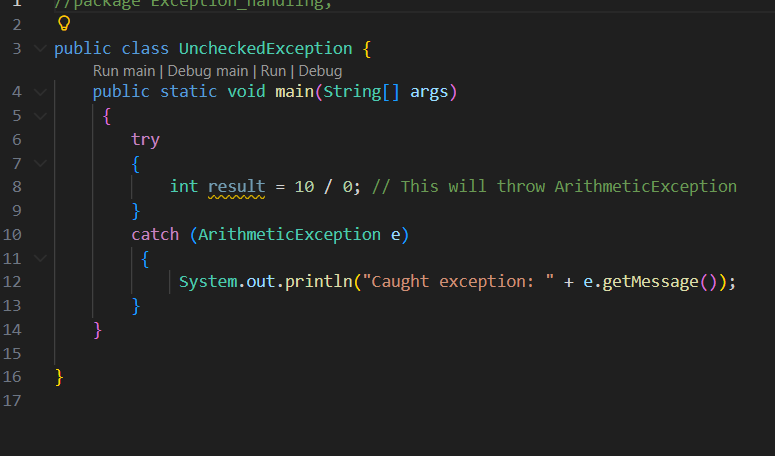 1 //package Exception_handling;
2
3 public class UncheckedException {
Run main | Debug main | Run | Debug
4 public static void main(String[] args)
5 {
6 try
7 {
8 int result = 10 / 0; // This will throw ArithmeticException
9 }
10 catch (ArithmeticException e)
11 {
12 System.out.println("Caught exception: " + e.getMessage());
13 }
14 }
15
16 }
17